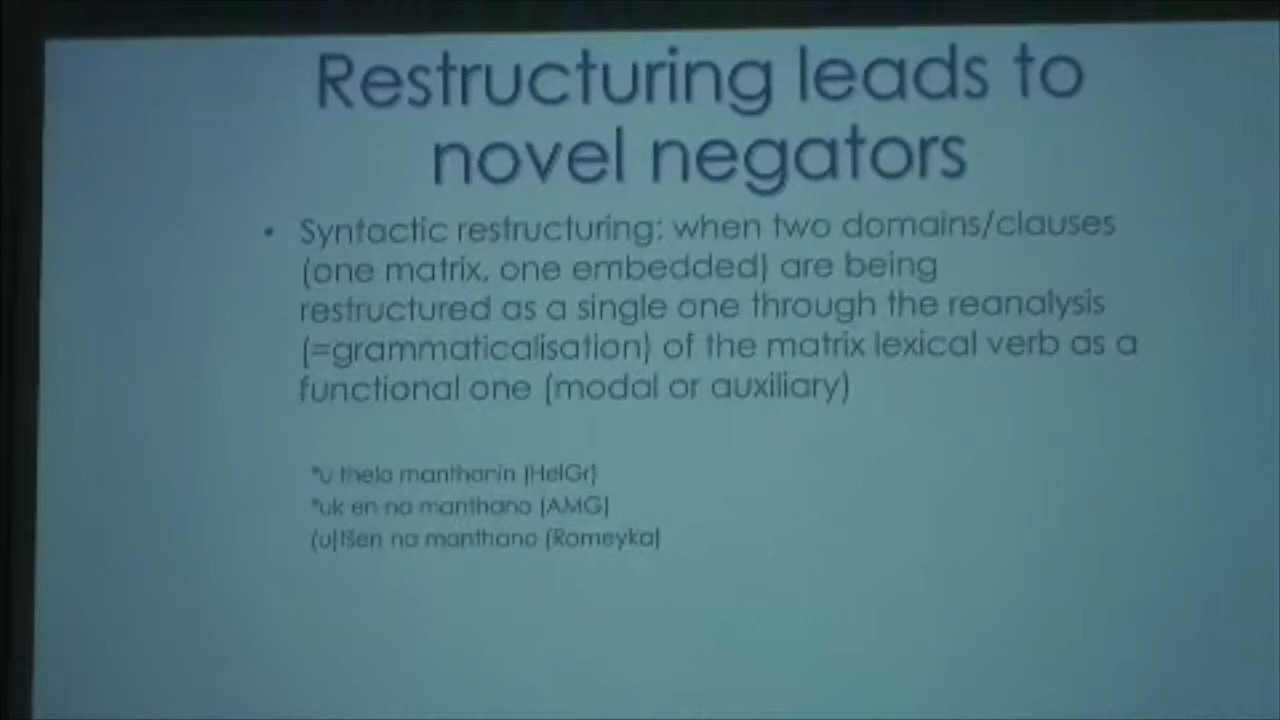 Restructuring leads to
novel negators
• Syntactic restructuring: when two domains/clauses
(one matrix, one embedded) are being
restructured as a single one through the reanalysis
(=grammaticalisation) of the matrix lexical verb as a
functional one (modal or auxiliary)
*u thelo manthanin (HelGr)
*uk en na manthano (AMG)
(u)tšen na manthano (Romeyka)